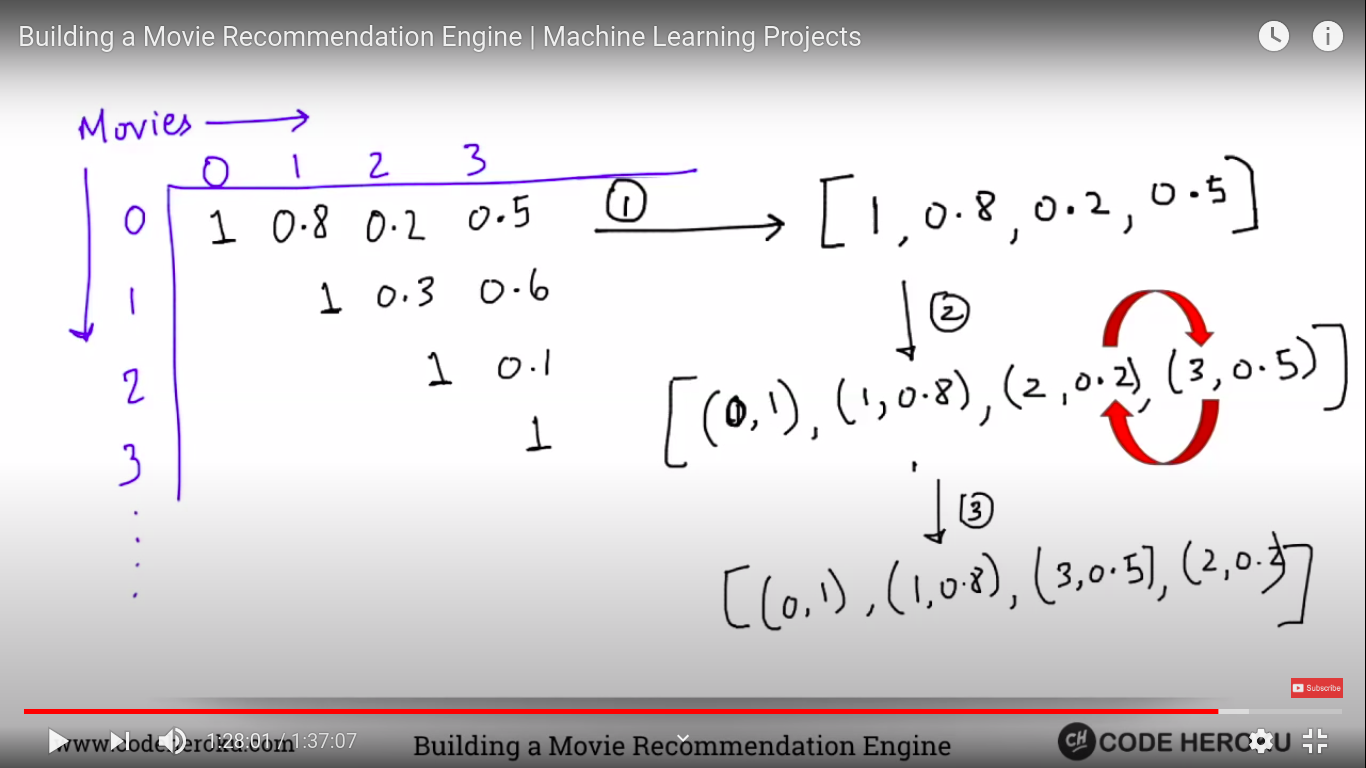 Building a Movie Recommendation Engine | Machine Learning Projects
Movies
0 1 2 3
0 1 0.8 0.2 0.5 ① [1, 0.8, 0.2, 0.5]
1 1 0.3 0.6 ②
2 1 0.1 [(0,1), (1,0.8), (2,0.2), (3,0.5)]
3 1
③
[(0,1), (1,0.8), (3,0.5], (2,0.2)]
Subscribe
1:28:01 / 1:37:07
Building a Movie Recommendation Engine
CH CODE HEROKU